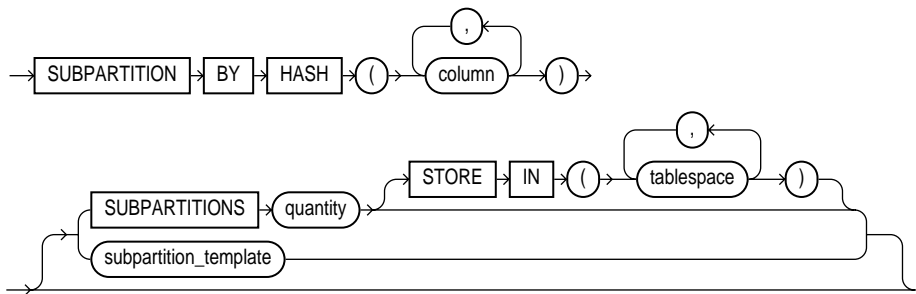 ,
SUBPARTITION BY HASH ( column )
,
STORE IN ( tablespace )
SUBPARTITIONS quantity
subpartition_template